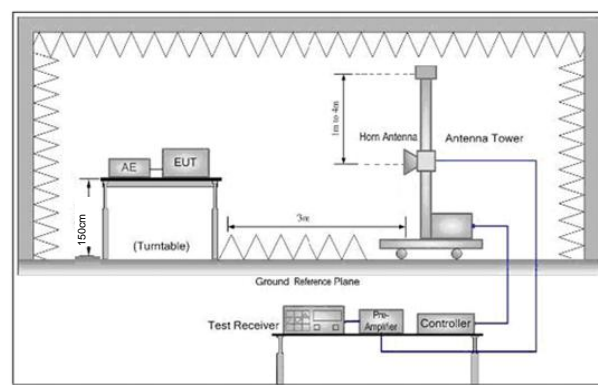 1m to 4m
Horn Antenna
Antenna Tower
AE
EUT
150cm
(Turntable)
3m
Ground Reference Plane
Test Receiver
Pre-
Amplifier
Controller